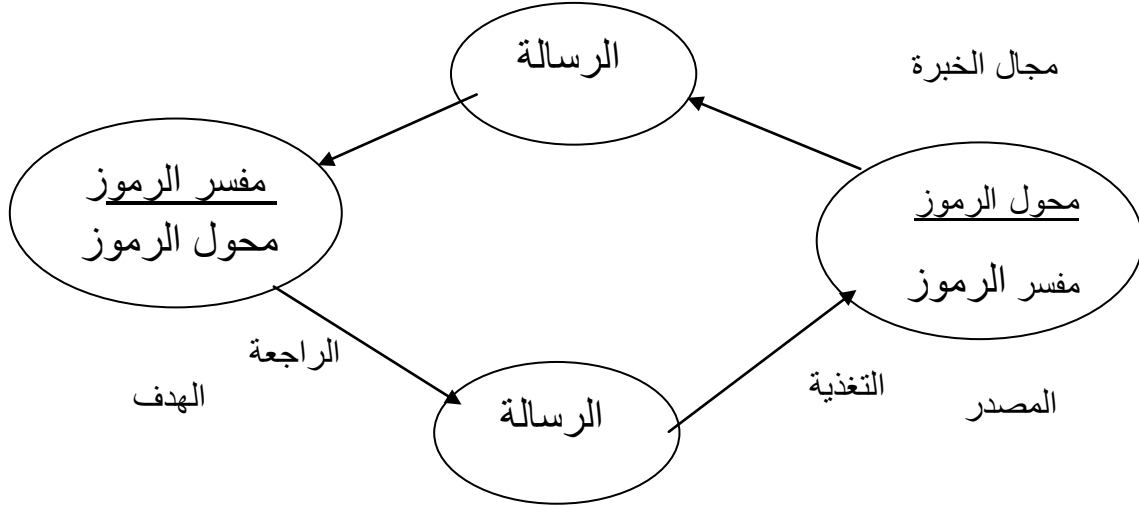 الرسالة
مجال الخبرة
محول الرموز
مفسر الرموز
مفسر الرموز
محول الرموز
التغذية
الراجعة
المصدر
الهدف
الرسالة